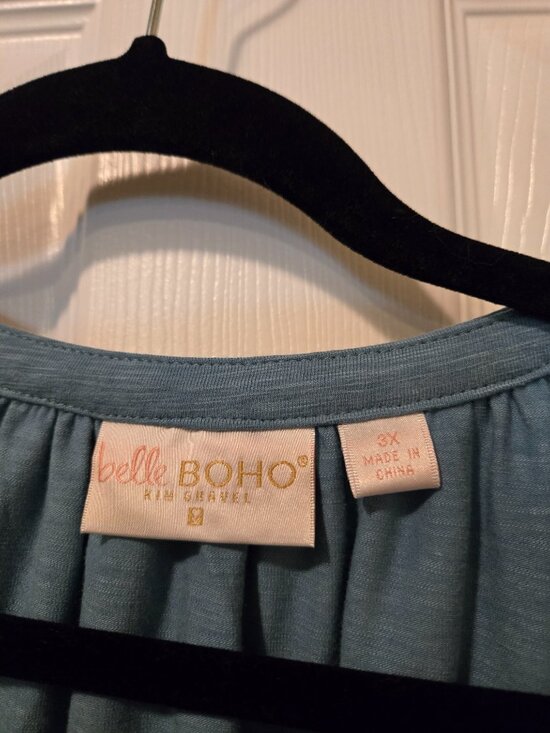 belle BOHO®
KIM GRAVEL
3X
MADE IN
CHINA